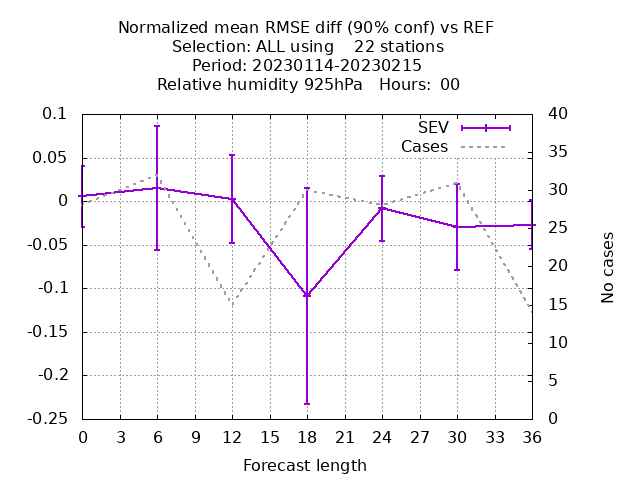 Normalized mean RMSE diff (90% conf) vs REF
Selection: ALL using    22 stations
Period: 20230114-20230215
Relative humidity 925hPa   Hours:  00
0.1
0.05
0
-0.05
-0.1
-0.15
-0.2
-0.25
SEV
Cases
40
35
30
25
20
15
10
5
0
No cases
0 3 6 9 12 15 18 21 24 27 30 33 36
Forecast length